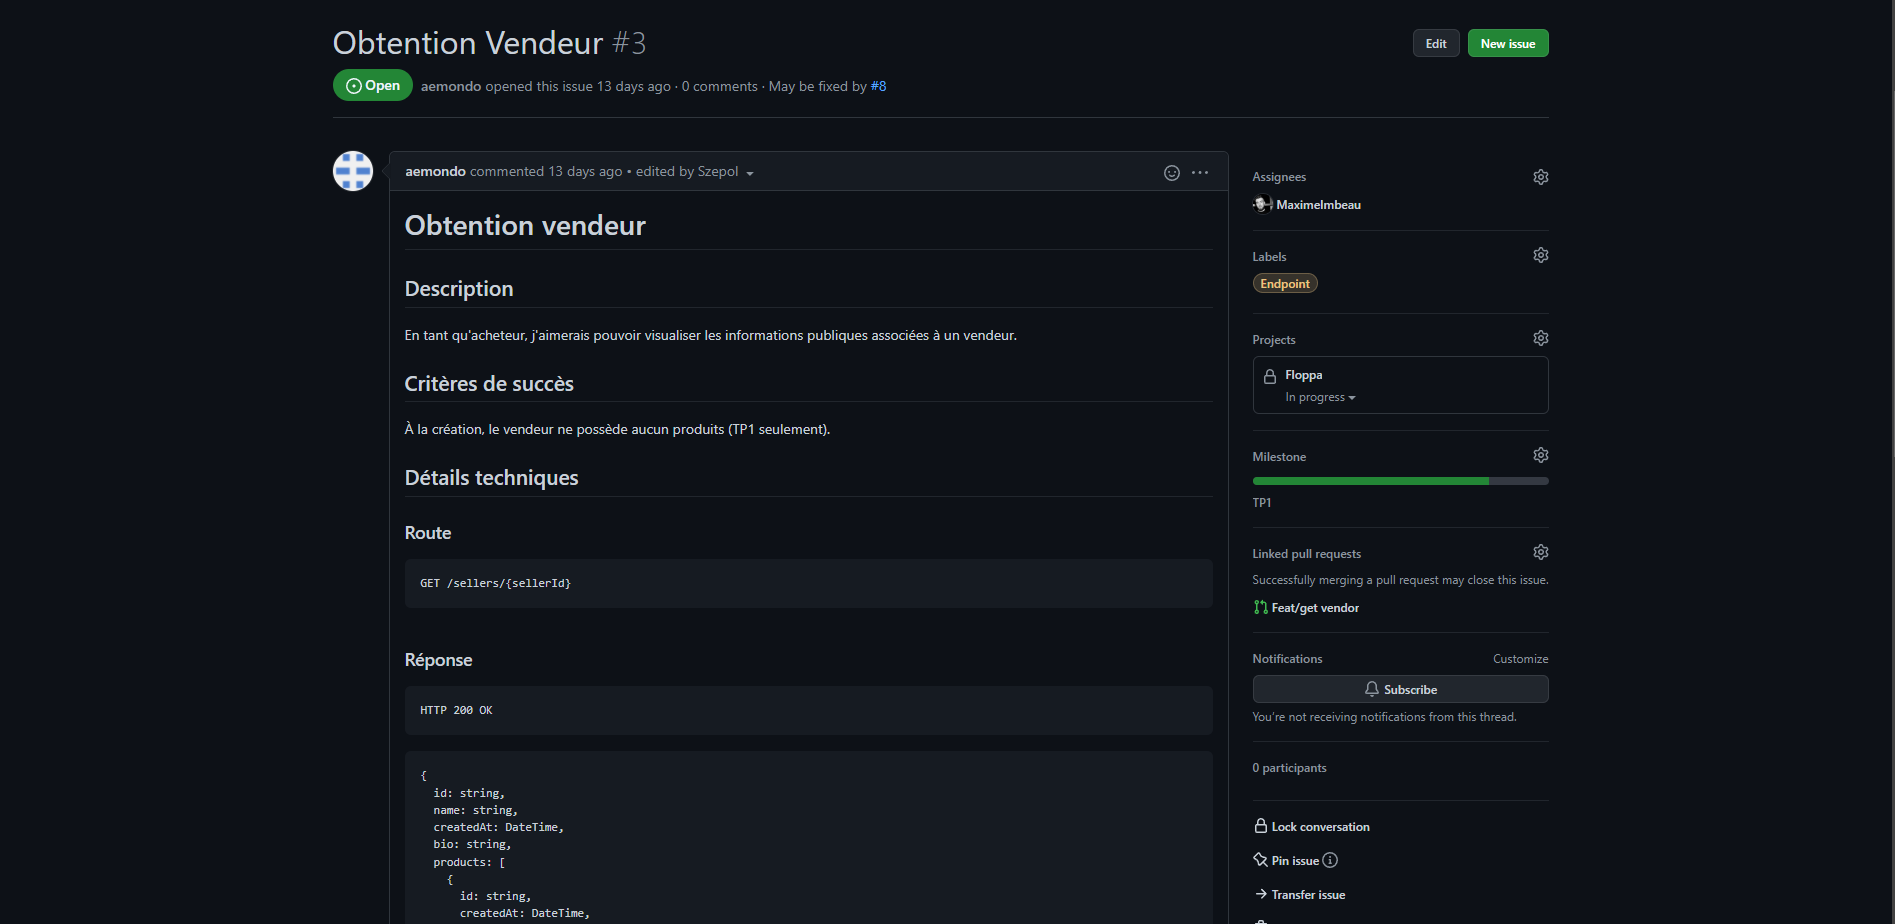 Obtention Vendeur #3
Edit
New issue
Open
aemondo opened this issue 13 days ago · 0 comments · May be fixed by #8
aemondo commented 13 days ago • edited by Szepol
Obtention vendeur
Description
En tant qu'acheteur, j'aimerais pouvoir visualiser les informations publiques associées à un vendeur.
Critères de succès
À la création, le vendeur ne possède aucun produits (TP1 seulement).
Détails techniques
Route
GET /sellers/{sellerId}
Réponse
HTTP 200 OK
{
id: string,
name: string,
createdAt: DateTime,
bio: string,
products: [
{
id: string,
createdAt: DateTime,
Assignees
MaximeImbeau
Labels
Endpoint
Projects
Floppa
In progress
Milestone
TP1
Linked pull requests
Successfully merging a pull request may close this issue.
Feat/get vendor
Notifications
Customize
Subscribe
You're not receiving notifications from this thread.
0 participants
Lock conversation
Pin issue
Transfer issue